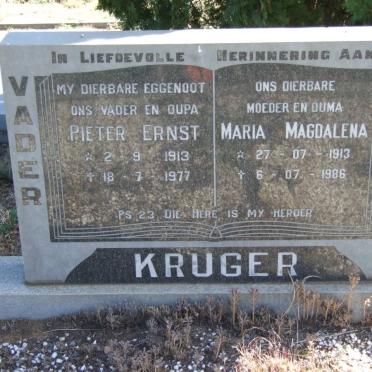 In Liefdevolle Herinnering Aan
VADER
MY DIERBARE EGGENOOT
ONS VADER EN OUPA
PIETER ERNST
☆ 2-9-1913
✝ 18-7-1977
ONS DIERBARE
MOEDER EN OUMA
MARIA MAGDALENA
☆ 27-07-1913
✝ 6-07-1986
PS 23 DIE HERE IS MY HERDER
KRUGER